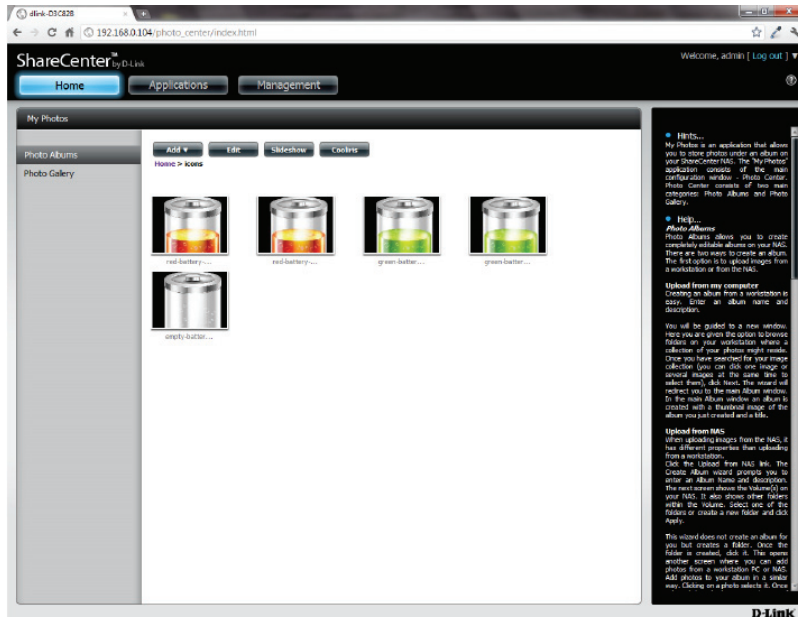 dlink-D3C828
192.168.0.104/photo_center/index.html
ShareCenter™ by D-Link
Welcome, admin [ Log out ] ▼
Home
Applications
Management
My Photos
Photo Albums
Photo Gallery
Add ▼
Edit
Slideshow
Cooliris
Home > icons
red-battery-...
red-battery-...
green-batter...
green-batter...
empty-batter...
Hints...
My Photos is an application that allows
you to store photos under an album on
your ShareCenter NAS. The "My Photos"
application consists of the main
configuration window - Photo Center.
Photo Center consists of two main
categories: Photo Albums and Photo
Gallery.
Help...
Photo Albums
Photo Albums allows you to create
completely editable albums on your NAS.
There are two ways to create an album.
The first option is to upload images from
a workstation or from the NAS.
Upload from my computer
Creating an album from a workstation is
easy. Enter an album name and
description.
You will be guided to a new window.
Here you are given the option to browse
folders on your workstation where a
collection of your photos might reside.
Once you have searched for your image
collection (you can click one image or
several images at the same time to
select them), click Next. The wizard will
redirect you to the main Album window.
In the main Album window an album is
created with a thumbnail image of the
album you just created and a title.
Upload from NAS
When uploading images from the NAS, it
has different properties than uploading
from a workstation.
Click the Upload from NAS link. The
Create Album wizard prompts you to
enter an Album Name and description.
The next screen shows the Volume(s) on
your NAS. It also shows other folders
within the Volume. Select one of the
folders or create a new folder and click
Apply.
This wizard does not create an album for
you but creates a folder. Once the
folder is created, click it. This opens
another screen where you can add
photos from a workstation PC or NAS.
Add photos to your album in a similar
way. Clicking on a photo selects it. Once
D-Link